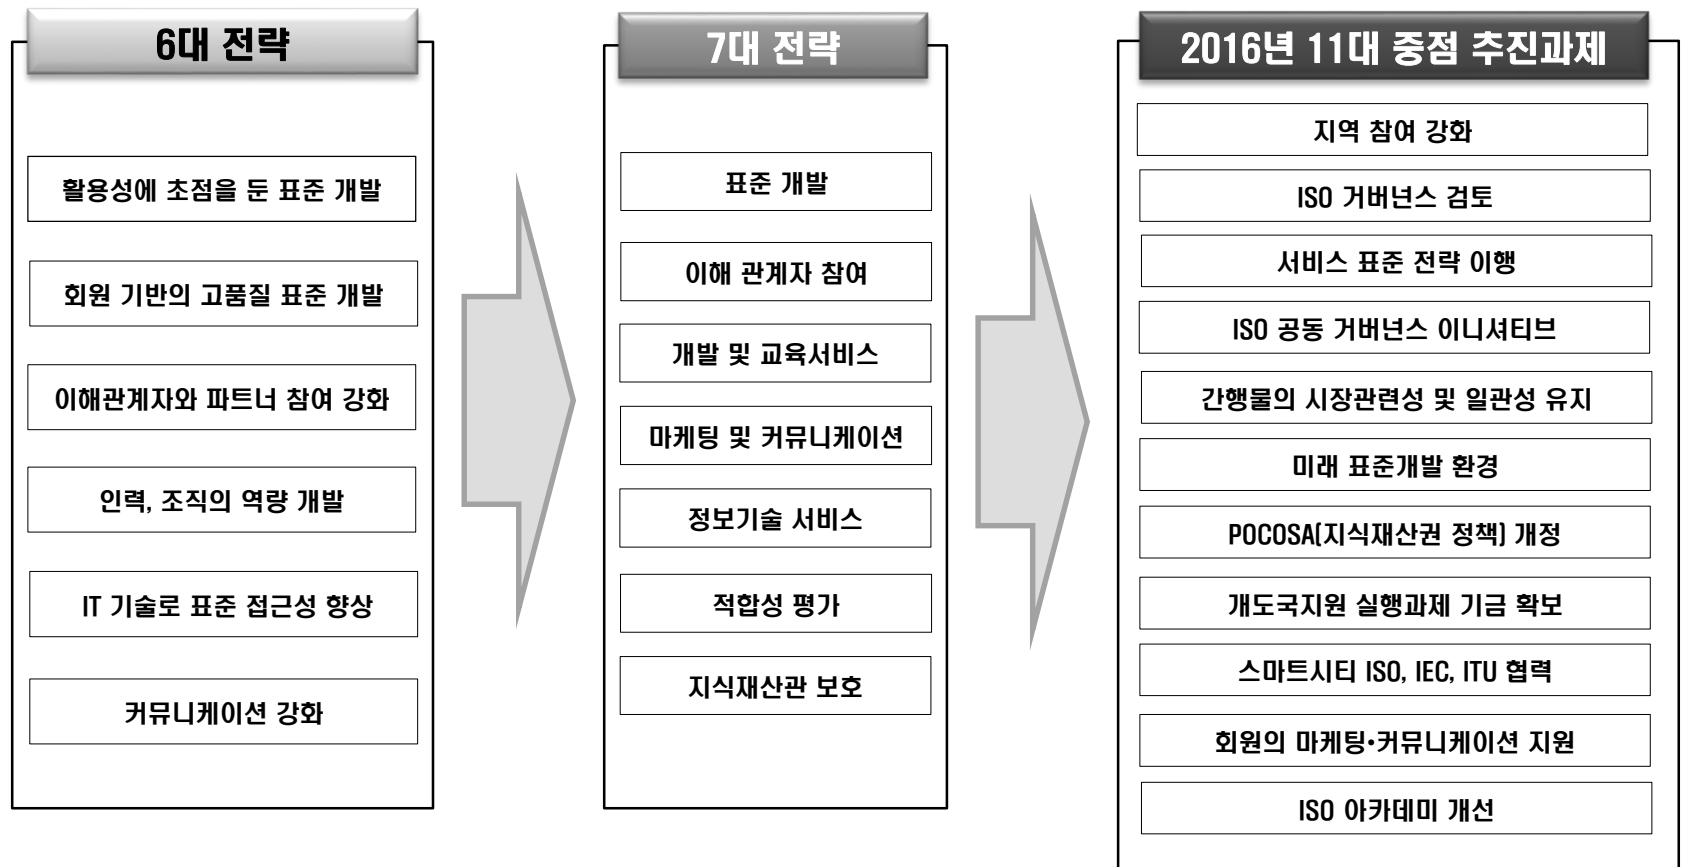 6대 전략
활용성에 초점을 둔 표준 개발
회원 기반의 고품질 표준 개발
이해관계자와 파트너 참여 강화
인력, 조직의 역량 개발
IT 기술로 표준 접근성 향상
커뮤니케이션 강화
7대 전략
표준 개발
이해 관계자 참여
개발 및 교육서비스
마케팅 및 커뮤니케이션
정보기술 서비스
적합성 평가
지식재산관 보호
2016년 11대 중점 추진과제
지역 참여 강화
ISO 거버넌스 검토
서비스 표준 전략 이행
ISO 공동 거버넌스 이니셔티브
간행물의 시장관련성 및 일관성 유지
미래 표준개발 환경
POCOSA(지식재산권 정책) 개정
개도국지원 실행과제 기금 확보
스마트시티 ISO, IEC, ITU 협력
회원의 마케팅•커뮤니케이션 지원
ISO 아카데미 개선